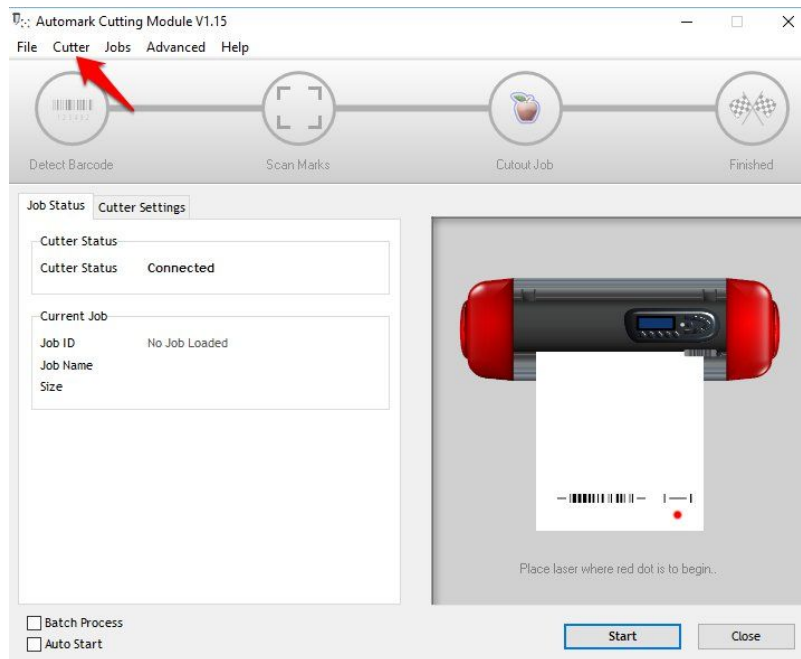 Automark Cutting Module V1.15
File Cutter Jobs Advanced Help
Detect Barcode Scan Marks Cutout Job Finished
Job Status Cutter Settings
Cutter Status
Cutter Status Connected
Current Job
Job ID No Job Loaded
Job Name
Size
Place laser where red dot is to begin..
Batch Process
Auto Start
Start Close